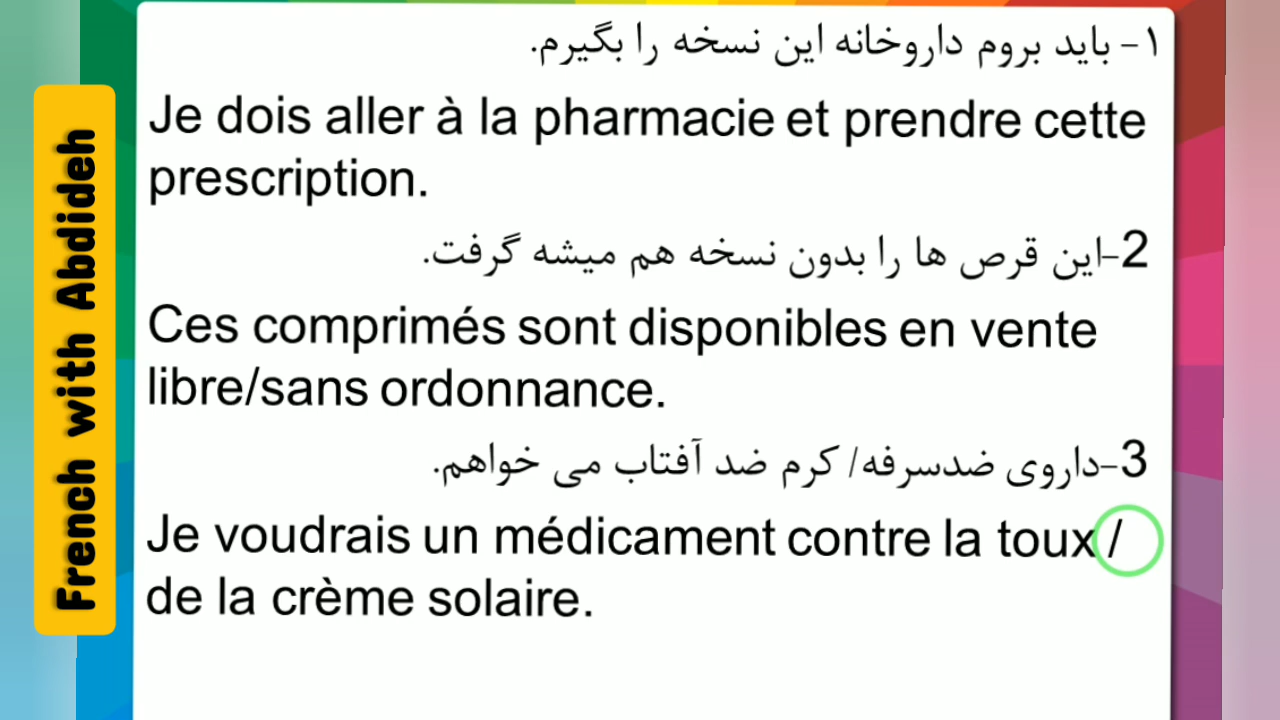 French with Abdideh
۱- باید بروم داروخانه این نسخه را بگیرم.
Je dois aller à la pharmacie et prendre cette
prescription.
2-این قرص ها را بدون نسخه هم میشه گرفت.
Ces comprimés sont disponibles en vente
libre/sans ordonnance.
3-داروی ضدسرفه/ کرم ضد آفتاب می خواهم.
Je voudrais un médicament contre la toux /
de la crème solaire.